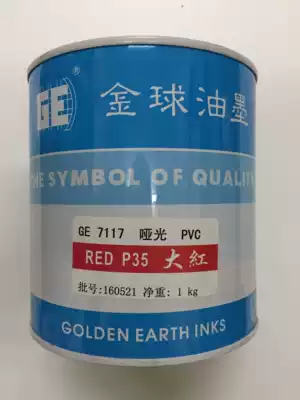 GE® 金球油墨
THE SYMBOL OF QUALITY
GE 7117 哑光 PVC
RED P35 大紅
批号:160521 净重: 1 kg
GOLDEN EARTH INKS